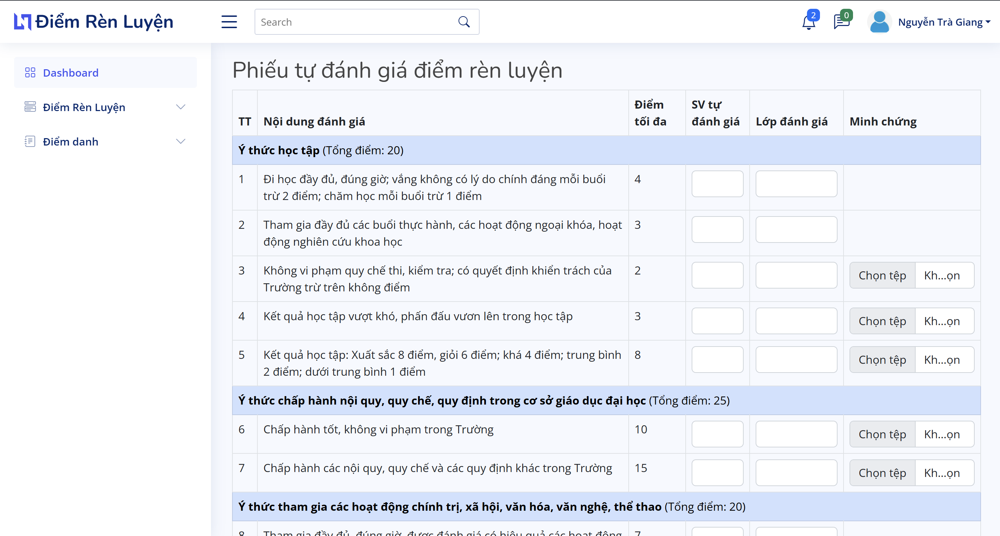 Điểm Rèn Luyện
Search
2
0
Nguyễn Trà Giang
Dashboard
Điểm Rèn Luyện
Điểm danh
Phiếu tự đánh giá điểm rèn luyện
TT Nội dung đánh giá Điểm tối đa SV tự đánh giá Lớp đánh giá Minh chứng
Ý thức học tập (Tổng điểm: 20)
1 Đi học đầy đủ, đúng giờ; vắng không có lý do chính đáng mỗi buổi 4
trừ 2 điểm; chăm học mỗi buổi trừ 1 điểm
2 Tham gia đầy đủ các buổi thực hành, các hoạt động ngoại khóa, hoạt 3
động nghiên cứu khoa học
3 Không vi phạm quy chế thi, kiểm tra; có quyết định khiển trách của 2 Chọn tệp Kh...ọn
Trường trừ trên không điểm
4 Kết quả học tập vượt khó, phấn đấu vươn lên trong học tập 3 Chọn tệp Kh...ọn
5 Kết quả học tập: Xuất sắc 8 điểm, giỏi 6 điểm; khá 4 điểm; trung bình 8 Chọn tệp Kh...ọn
2 điểm; dưới trung bình 1 điểm
Ý thức chấp hành nội quy, quy chế, quy định trong cơ sở giáo dục đại học (Tổng điểm: 25)
6 Chấp hành tốt, không vi phạm trong Trường 10 Chọn tệp Kh...ọn
7 Chấp hành các nội quy, quy chế và các quy định khác trong Trường 15 Chọn tệp Kh...ọn
Ý thức tham gia các hoạt động chính trị, xã hội, văn hóa, văn nghệ, thể thao (Tổng điểm: 20)
8 Tham gia đầy đủ, đúng giờ, được đánh giá có hiệu quả các hoạt động 7